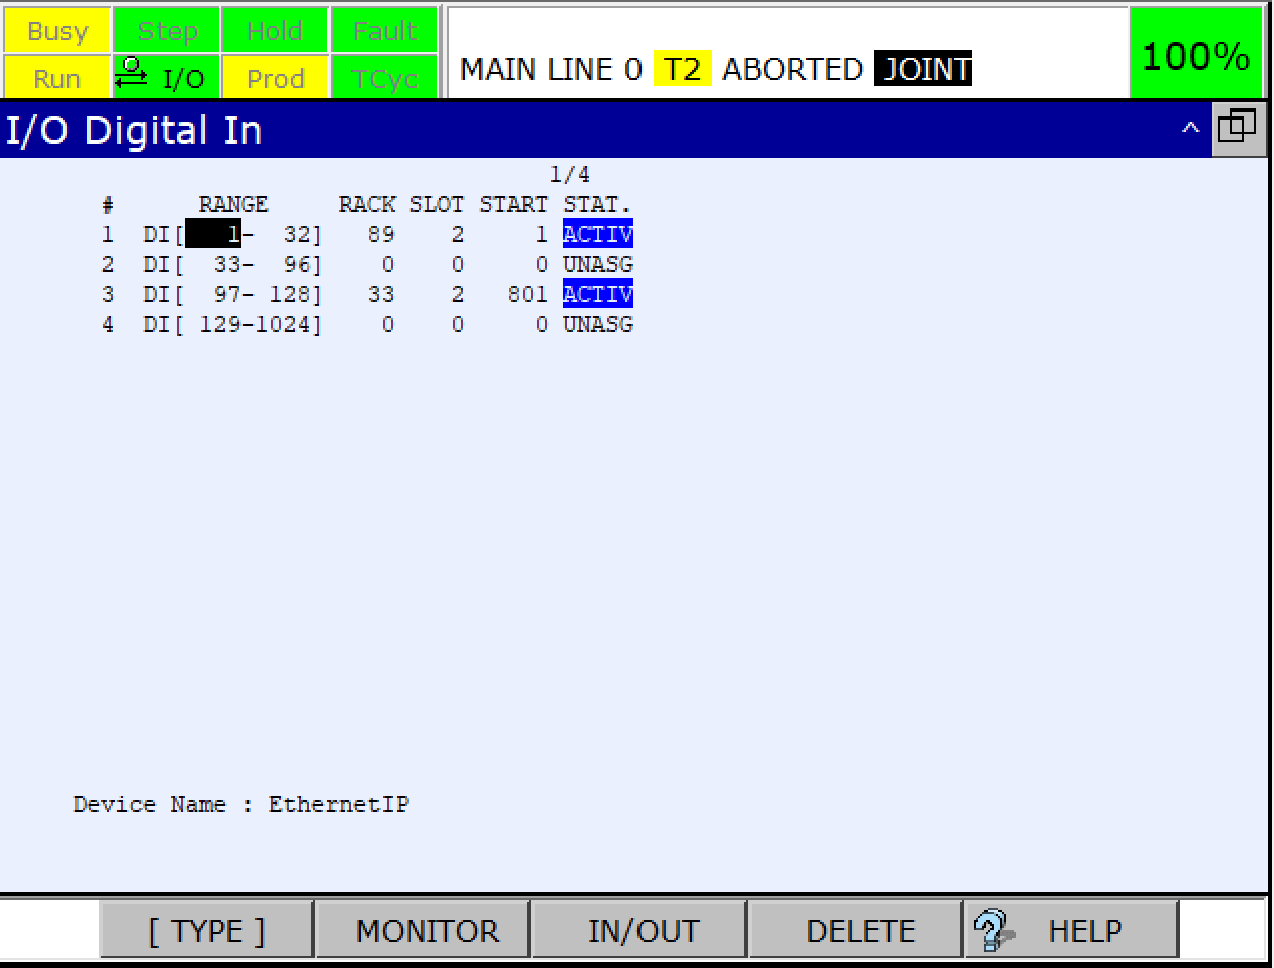 Busy Step Hold Fault
Run I/O Prod TCyc
MAIN LINE 0 T2 ABORTED JOINT
100%
I/O Digital In
1/4
# RANGE RACK SLOT START STAT.
1 DI[ 1- 32] 89 2 1 ACTIV
2 DI[ 33- 96] 0 0 0 UNASG
3 DI[ 97- 128] 33 2 801 ACTIV
4 DI[ 129-1024] 0 0 0 UNASG
Device Name : EthernetIP
[ TYPE ] MONITOR IN/OUT DELETE HELP